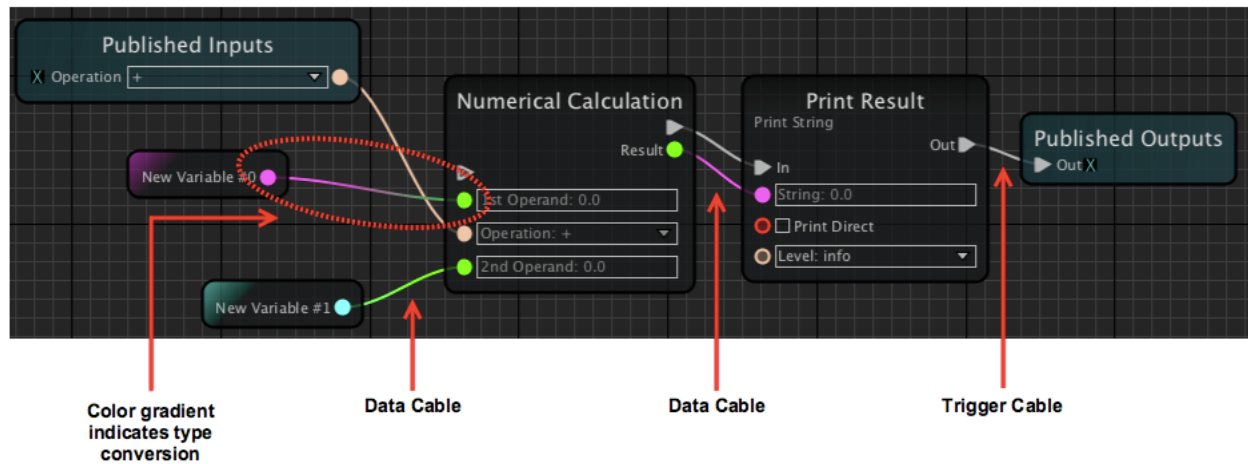 Published Inputs
X Operation +
New Variable #0
New Variable #1
Numerical Calculation
Result
1st Operand: 0.0
Operation: +
2nd Operand: 0.0
Print Result
Print String
Out
In
String: 0.0
Print Direct
Level: info
Published Outputs
Out X
Color gradient
indicates type
conversion
Data Cable
Data Cable
Trigger Cable